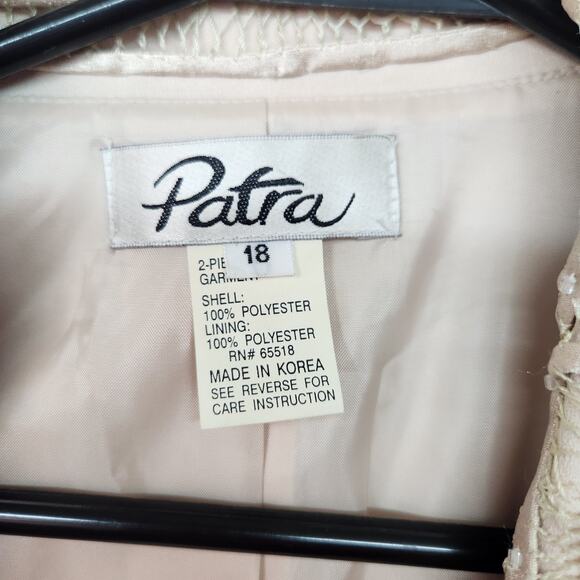 Patra
18
2-PIE
GARMENT
SHELL:
100% POLYESTER
LINING:
100% POLYESTER
RN# 65518
MADE IN KOREA
SEE REVERSE FOR
CARE INSTRUCTION